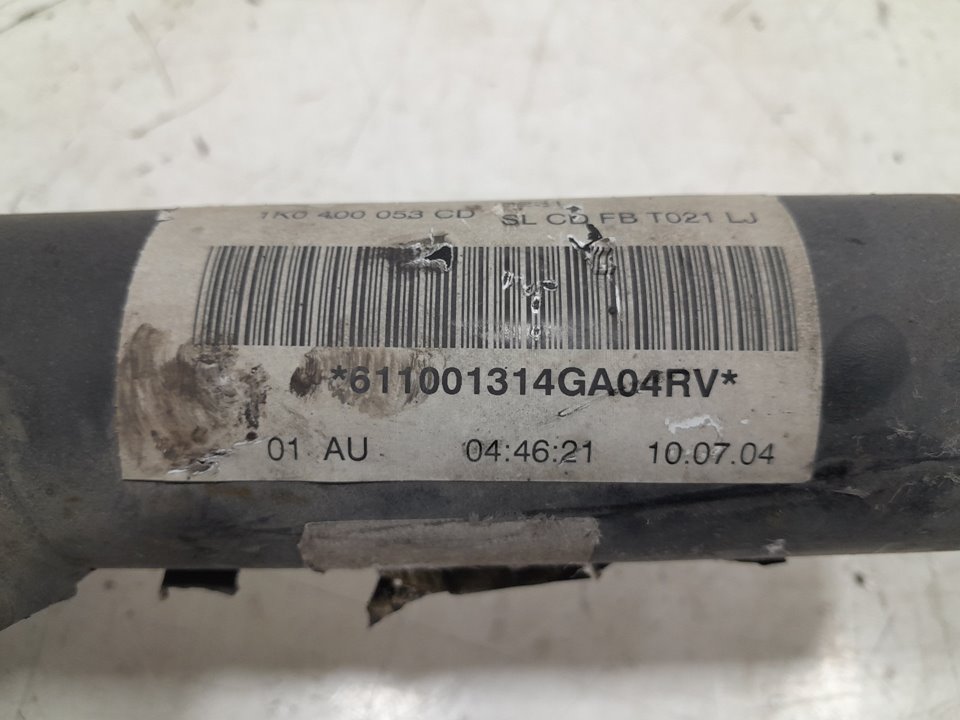 1K0 400 053 CD SL CD FB T021 LJ
*611001314GA04RV*
01 AU 04:46:21 10.07.04